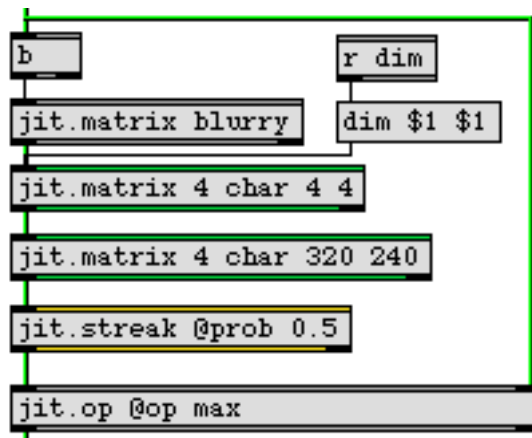 b
r dim
jit.matrix blurry
dim $1 $1
jit.matrix 4 char 4 4
jit.matrix 4 char 320 240
jit.streak @prob 0.5
jit.op @op max